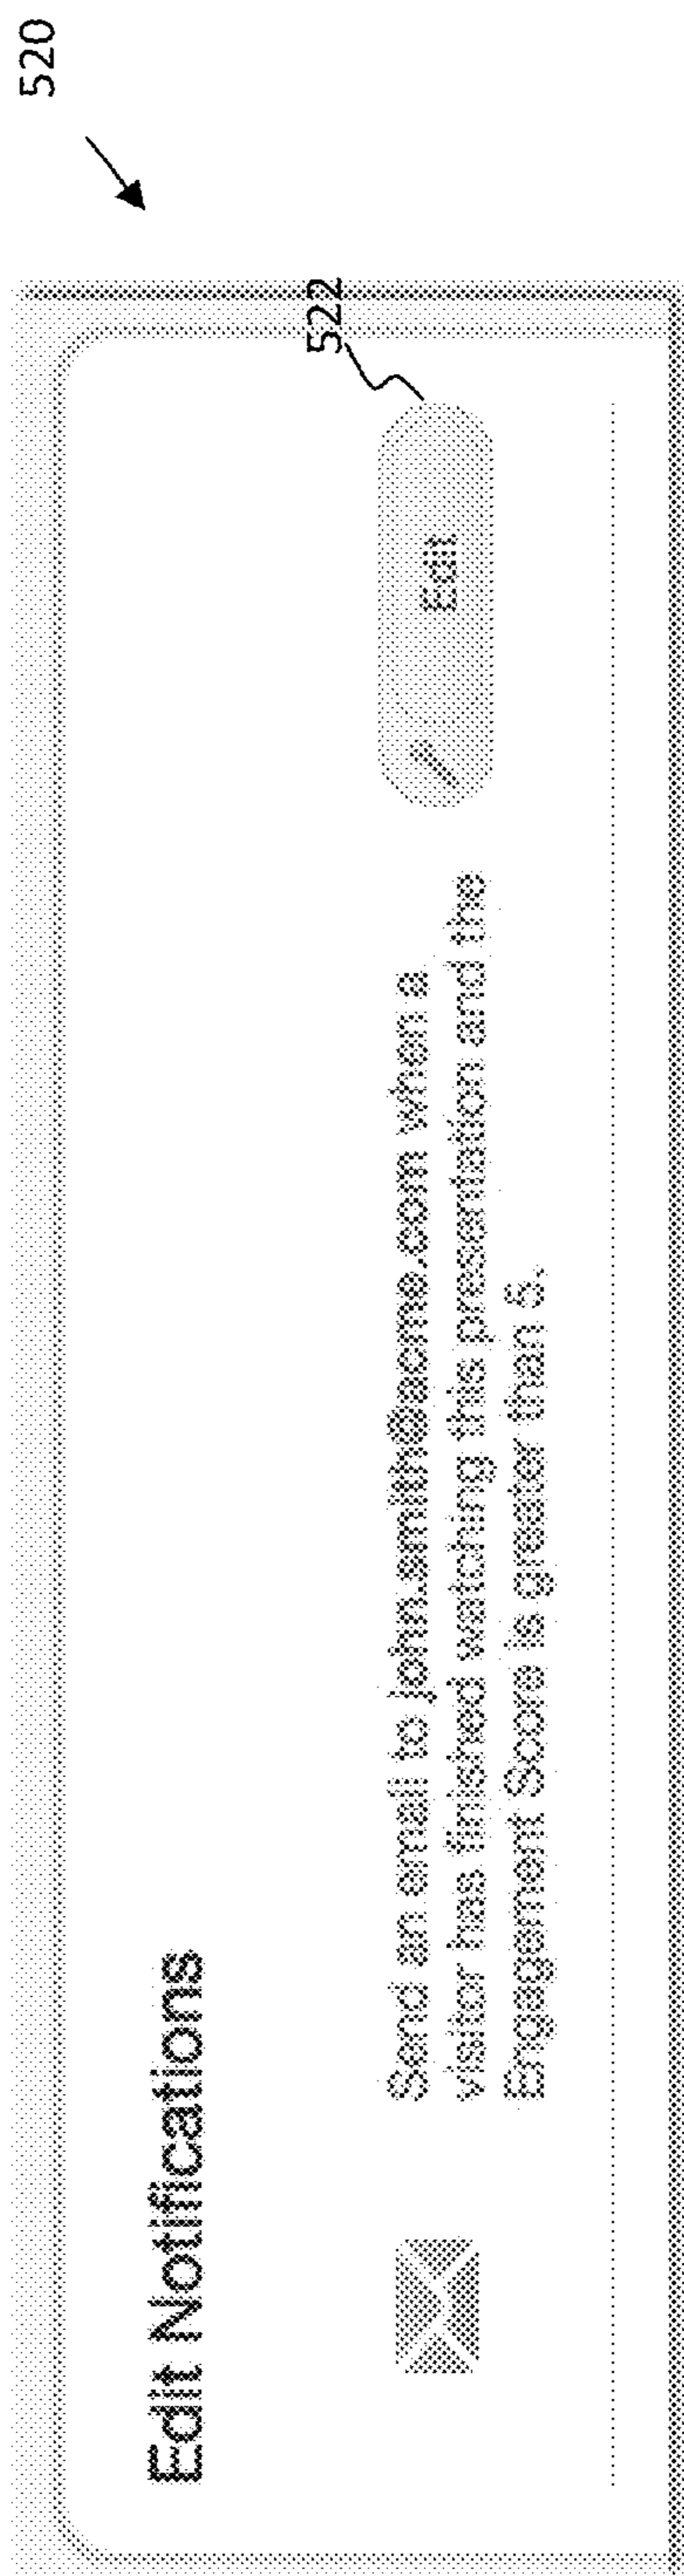 520
Edit Notifications
522
Send an email to john.smith@acme.com when a
visitor has finished watching this presentation and the
Engagement Score is greater than 8.
Edit